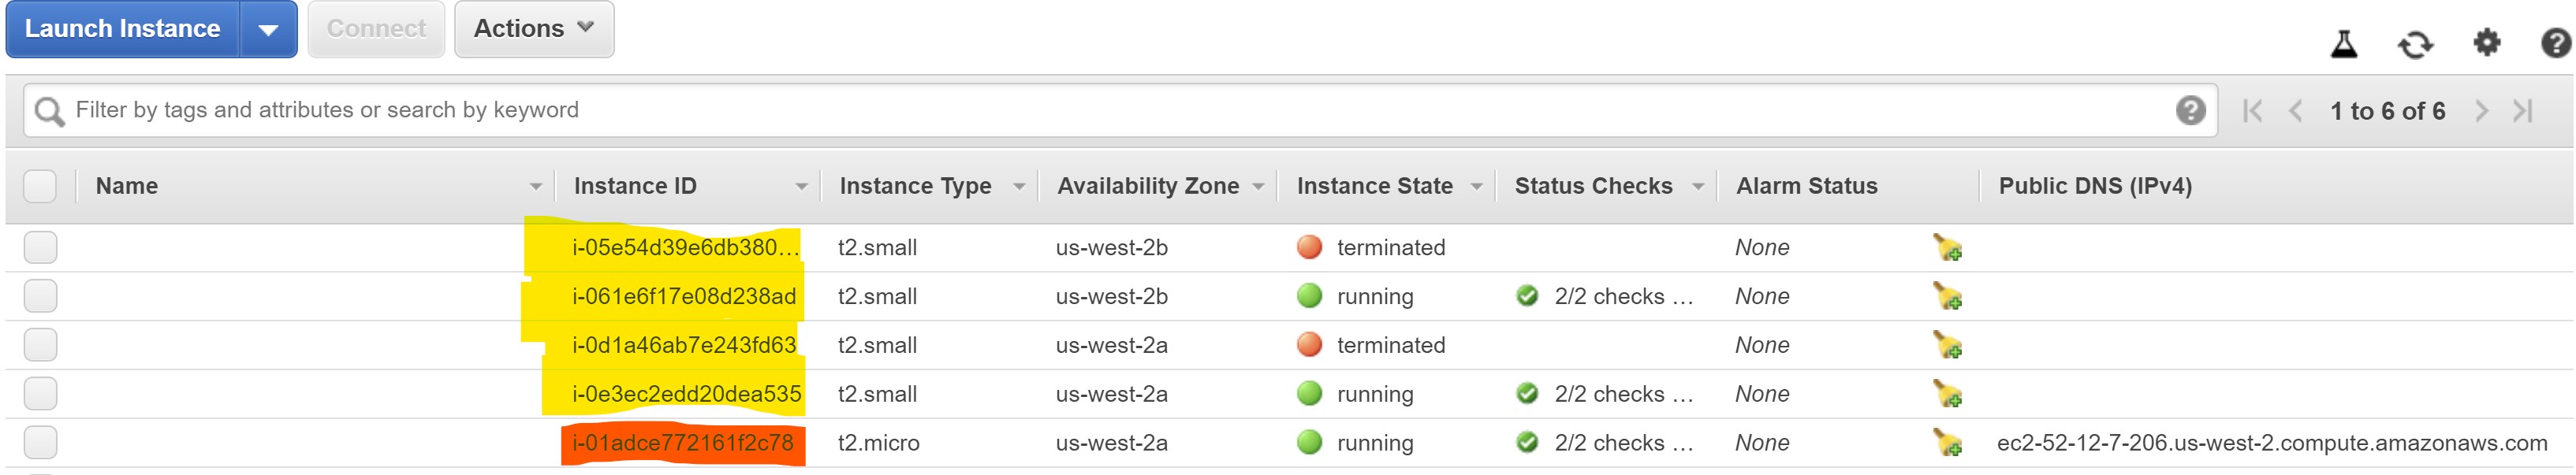 Launch Instance Connect Actions
Filter by tags and attributes or search by keyword 1 to 6 of 6
Name Instance ID Instance Type Availability Zone Instance State Status Checks Alarm Status Public DNS (IPv4)
i-05e54d39e6db380... t2.small us-west-2b terminated None
i-061e6f17e08d238ad t2.small us-west-2b running 2/2 checks ... None
i-0d1a46ab7e243fd63 t2.small us-west-2a terminated None
i-0e3ec2edd20dea535 t2.small us-west-2a running 2/2 checks ... None
i-01adce772161f2c78 t2.micro us-west-2a running 2/2 checks ... None ec2-52-12-7-206.us-west-2.compute.amazonaws.com